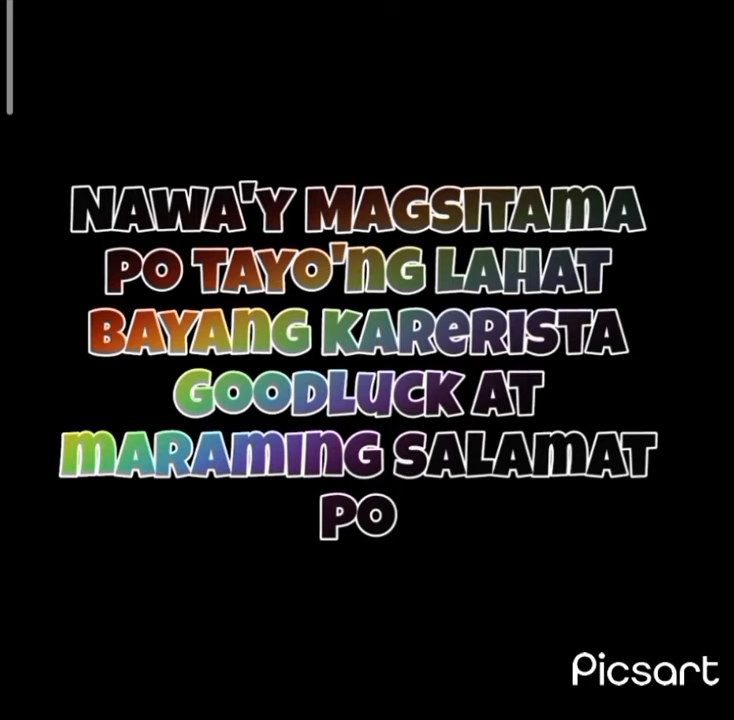 NAWA'Y MAGSITAMA
PO TAYO'NG LAHAT
BAYANG KARERISTA
GOODLUCK AT
MARAMING SALAMAT
PO
Picsart